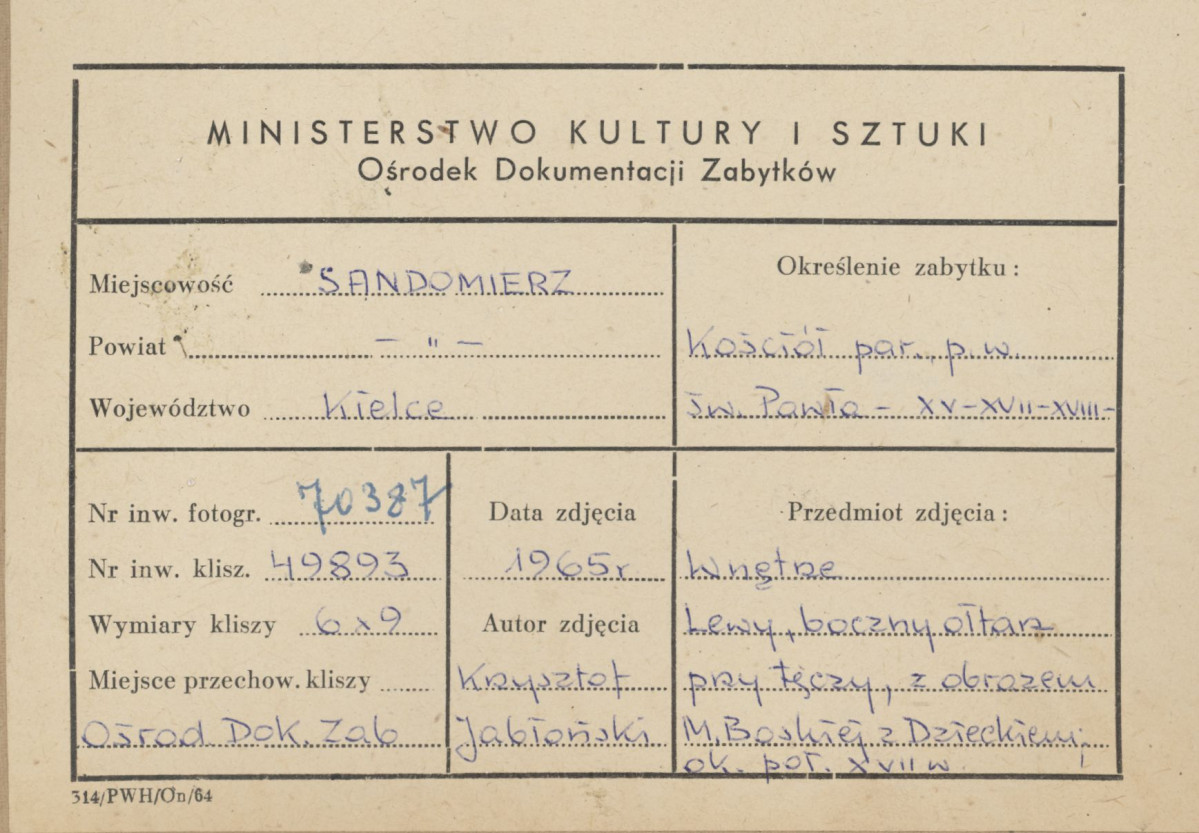 MINISTERSTWO KULTURY I SZTUKI
Ośrodek Dokumentacji Zabytków
Miejscowość SANDOMIERZ
Powiat — " —
Województwo Kielce
Określenie zabytku:
Kościół par., p.w.
św. Pawła - XV-XVII-XVIII-
Nr inw. fotogr. 70387
Nr inw. klisz. 49893
Wymiary kliszy 6x9
Miejsce przechow. kliszy
Ośrod Dok. Zab
Data zdjęcia
1965r
Autor zdjęcia
Krzysztof
Jabłoński
Przedmiot zdjęcia:
Wnętrze
Lewy, boczny ołtarz
przy tęczy, z obrazem
M. Boskiej z Dzieckiem,
ok. poł. XVII w
314/PWH/On/64